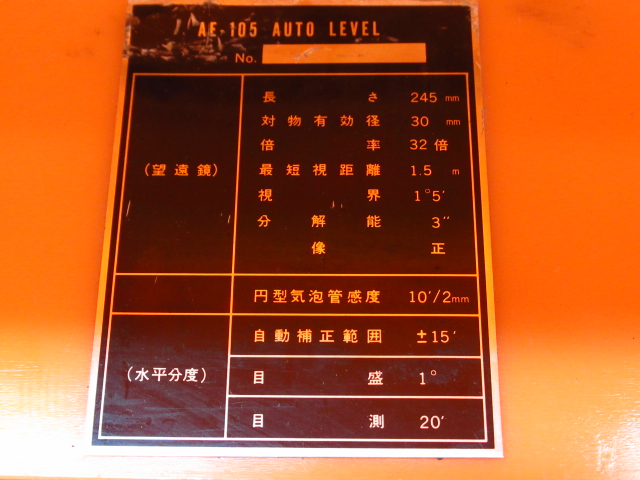 AE-105 AUTO LEVEL
No.
(望遠鏡)
長さ 245 mm
対物有効径 30 mm
倍率 32 倍
最短視距離 1.5 m
視界 1°5′
分解能 3″
像 正
円型気泡管感度 10′/2mm
自動補正範囲 ±15′
(水平分度)
目盛 1°
目測 20′